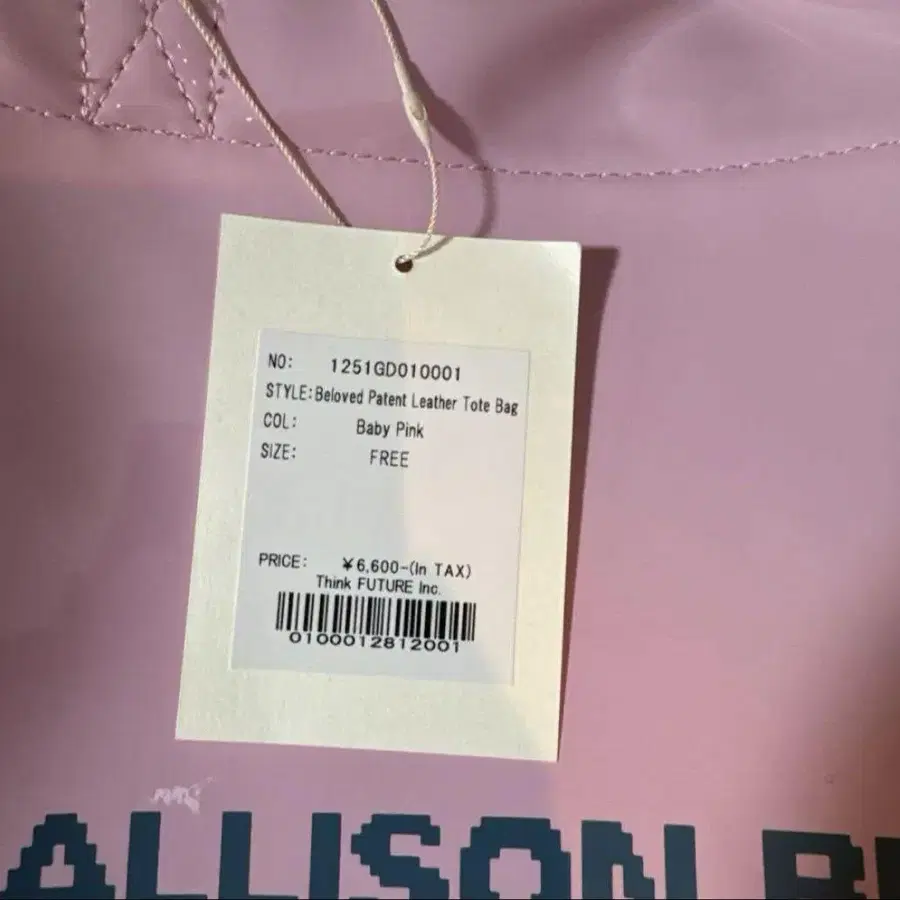 NO: 1251GD010001
STYLE:Beloved Patent Leather Tote Bag
COL: Baby Pink
SIZE: FREE
PRICE: ¥6,600-(In TAX)
Think FUTURE Inc.
0100012812001
ALLISON